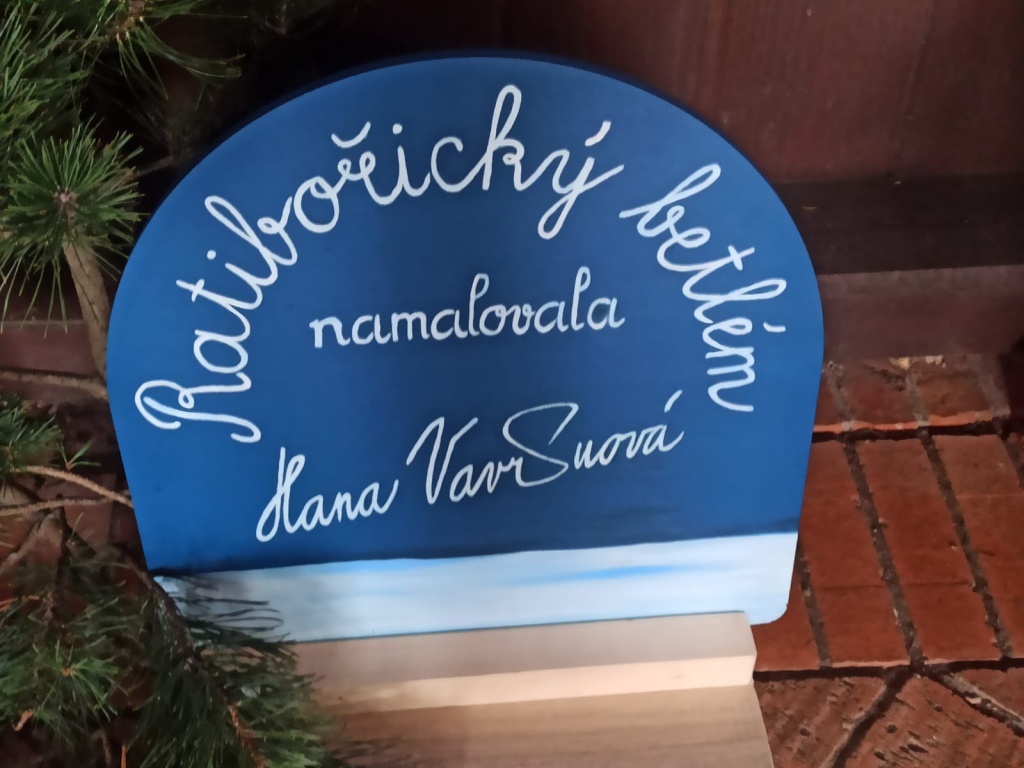 Ratibořický betlém
namalovala
Hana VavrSuová